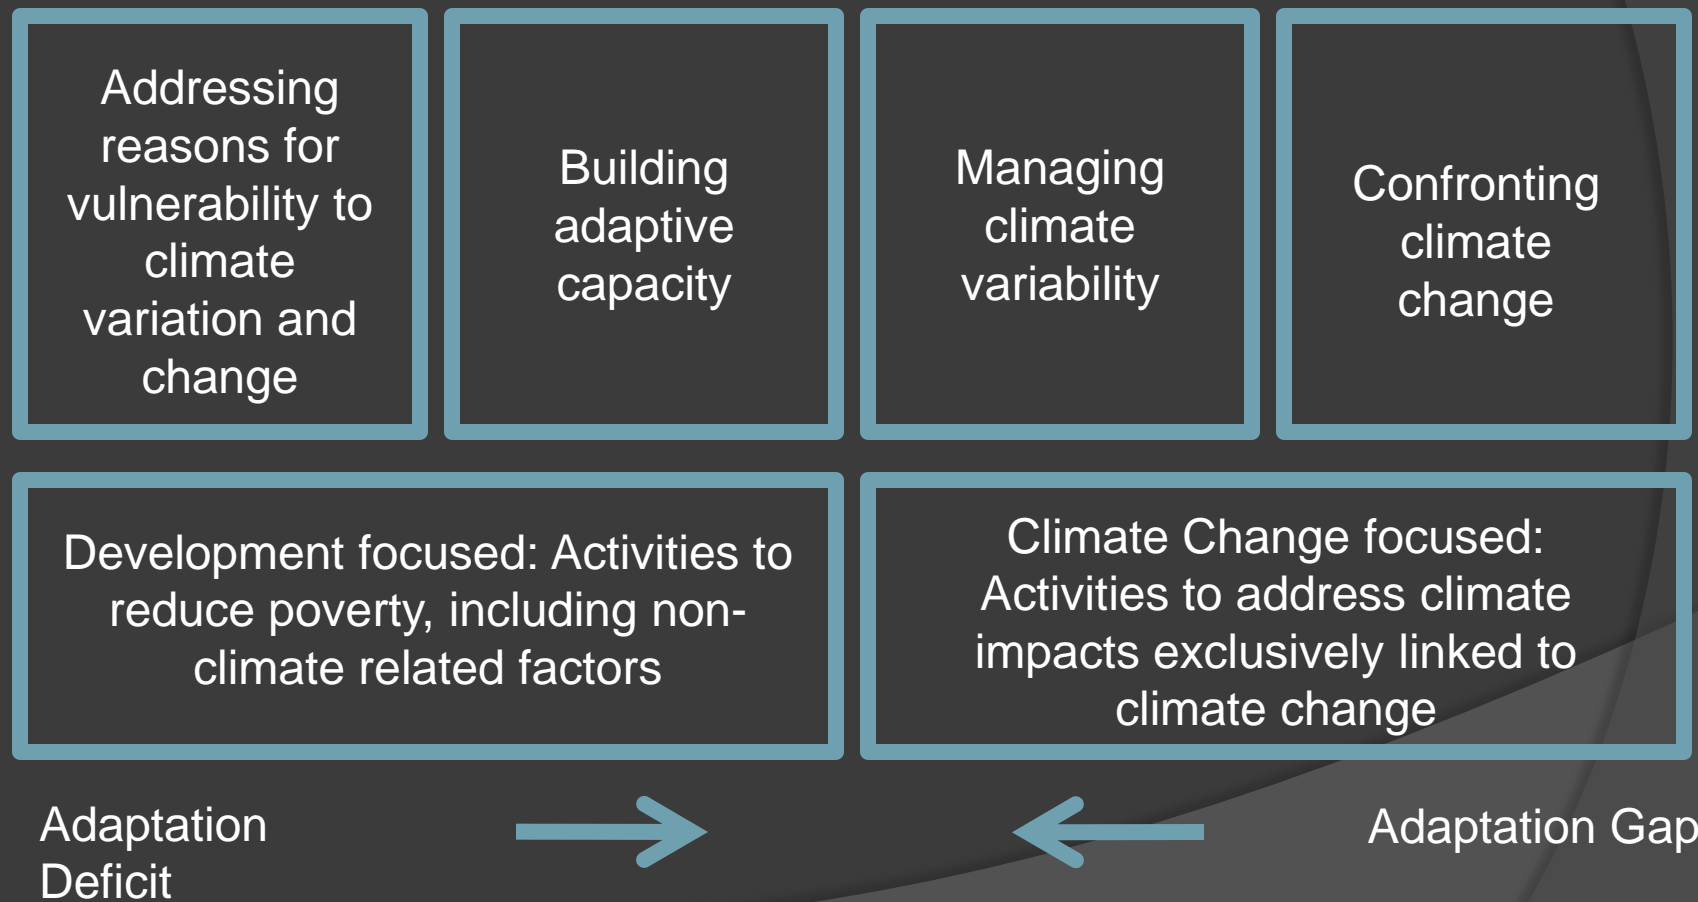 Addressing
reasons for
vulnerability to
climate
variation and
change
Building
adaptive
capacity
Managing
climate
variability
Confronting
climate
change
Development focused: Activities to
reduce poverty, including non-
climate related factors
Climate Change focused:
Activities to address climate
impacts exclusively linked to
climate change
Adaptation
Deficit
Adaptation Gap